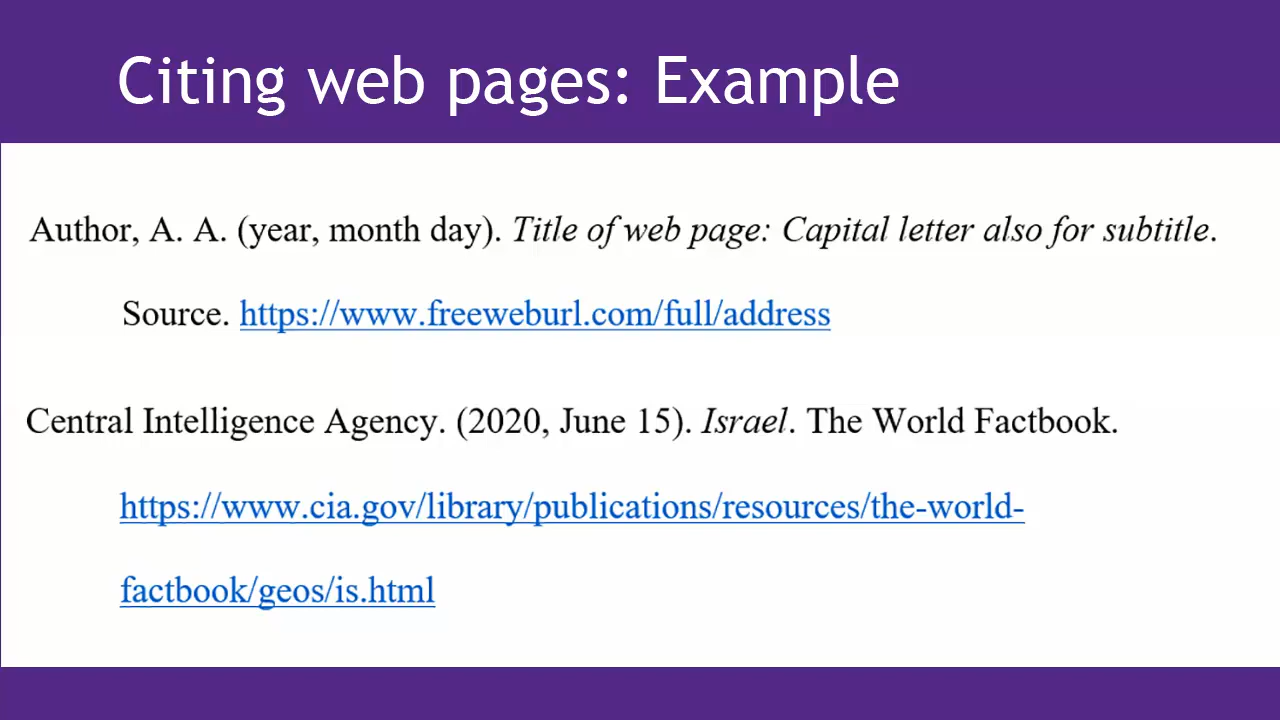 Citing web pages: Example
Author, A. A. (year, month day). Title of web page: Capital letter also for subtitle.
Source. https://www.freeweburl.com/full/address
Central Intelligence Agency. (2020, June 15). Israel. The World Factbook.
https://www.cia.gov/library/publications/resources/the-world-
factbook/geos/is.html